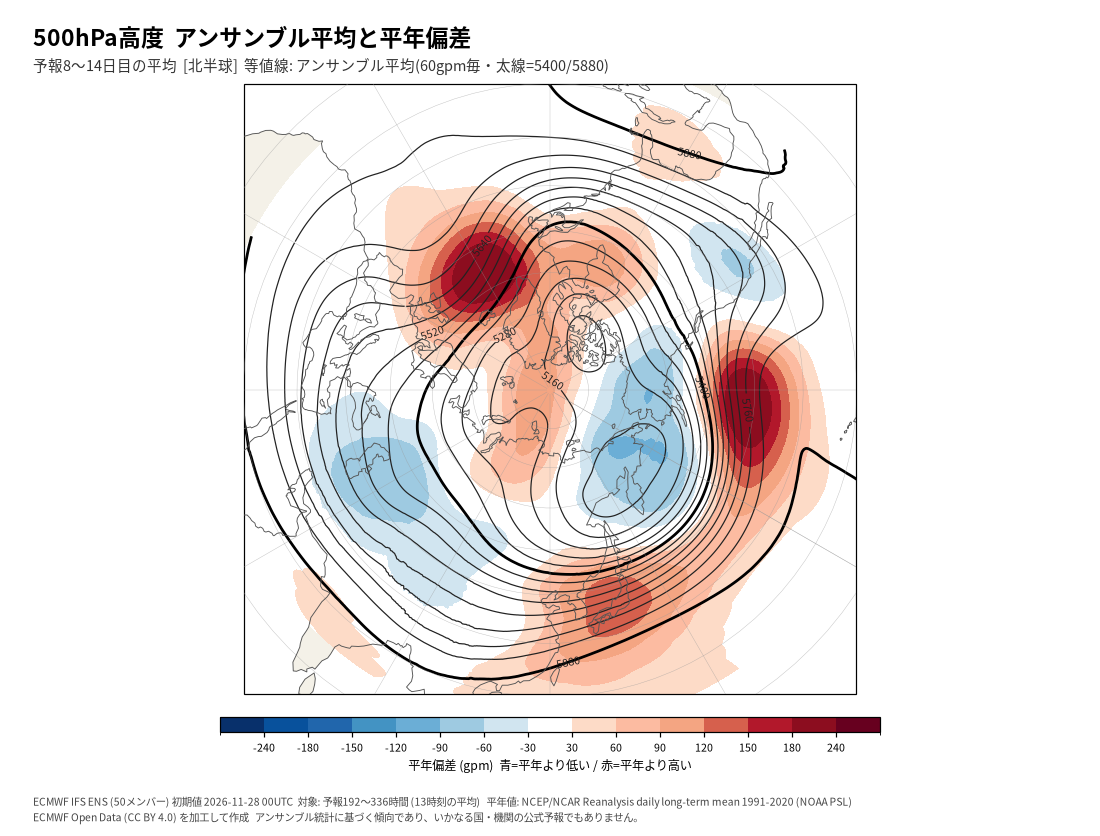 500hPa高度 アンサンブル平均と平年偏差
予報8～14日目の平均 [北半球] 等値線: アンサンブル平均(60gpm毎・太線=5400/5880)
5880
5640
5520
5280
5160
5400
5760
5880
-240 -180 -150 -120 -90 -60 -30 30 60 90 120 150 180 240
平年偏差 (gpm) 青=平年より低い / 赤=平年より高い
ECMWF IFS ENS (50メンバー) 初期値 2026-11-28 00UTC 対象: 予報192～336時間 (13時刻の平均) 平年値: NCEP/NCAR Reanalysis daily long-term mean 1991-2020 (NOAA PSL)
ECMWF Open Data (CC BY 4.0) を加工して作成 アンサンブル統計に基づく傾向であり、いかなる国・機関の公式予報でもありません。